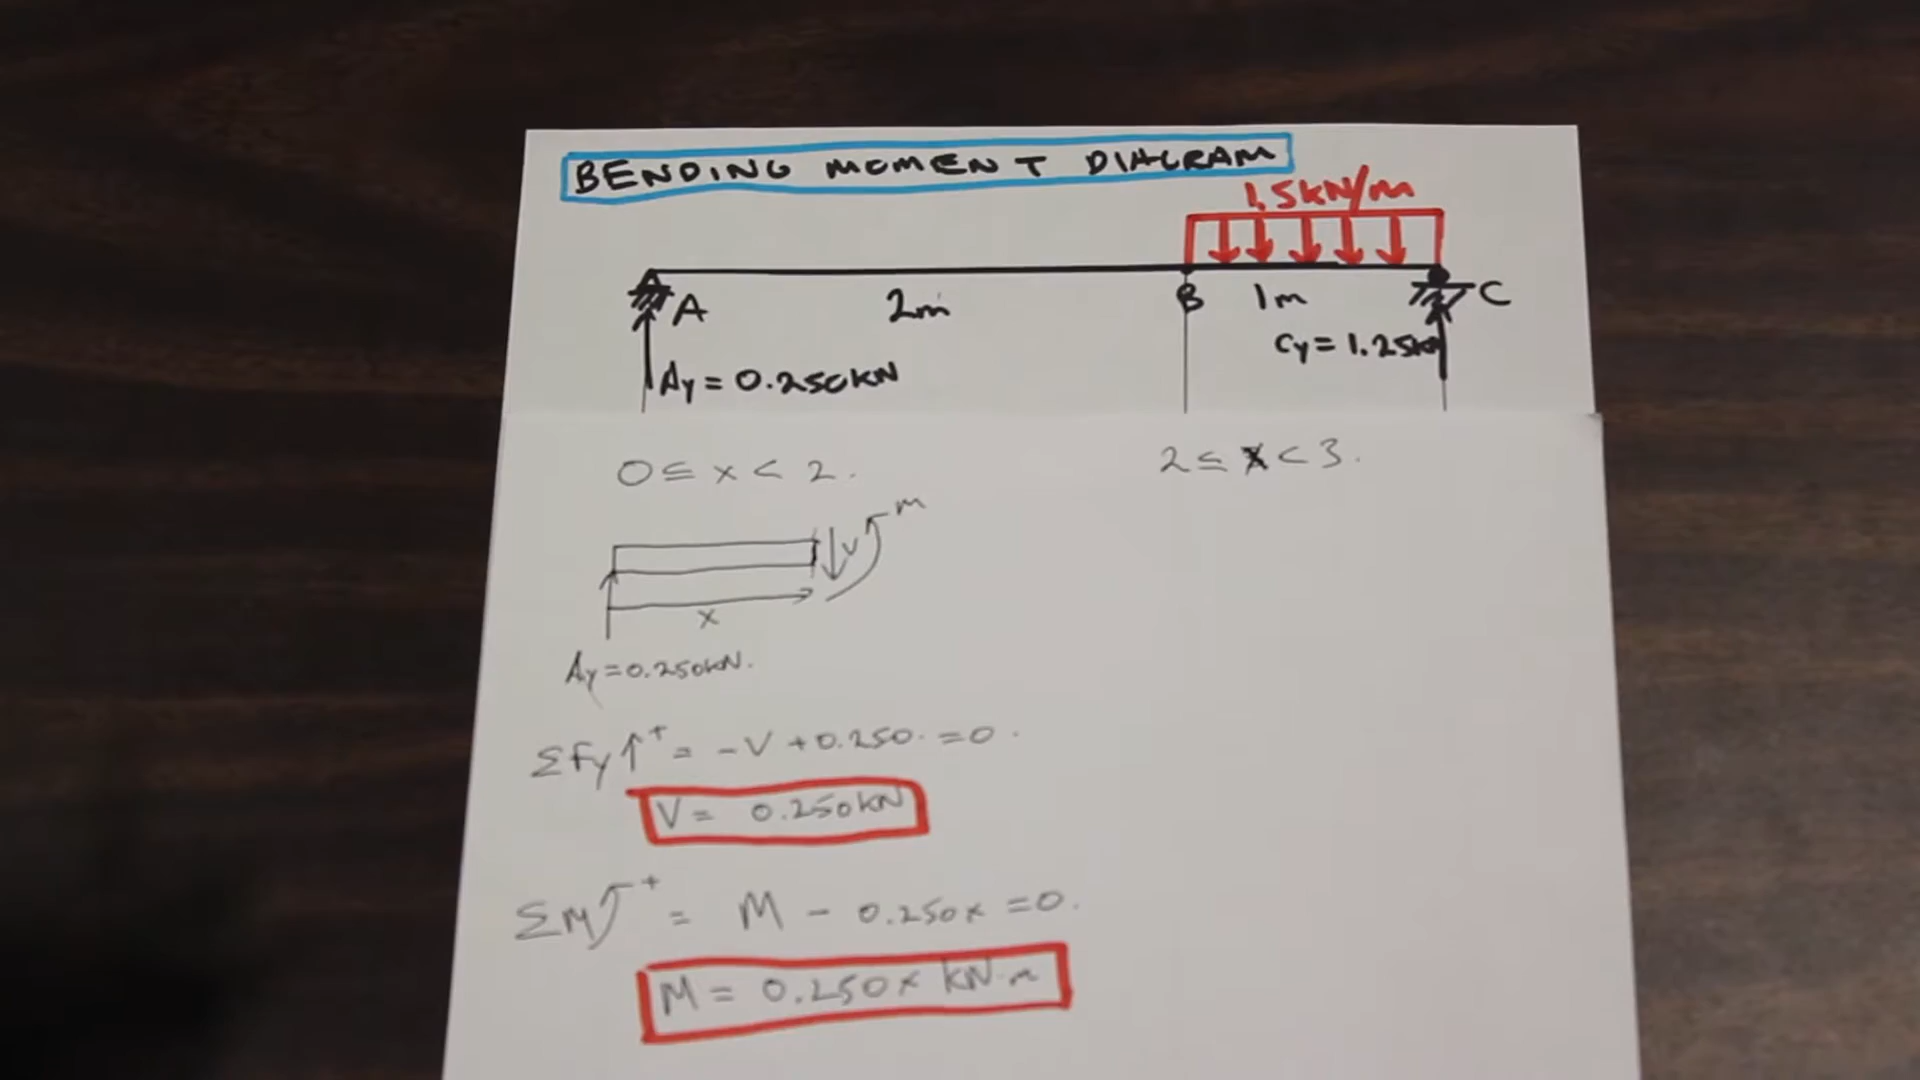 BENDING MOMENT DIAGRAM
1.5kN/m
A 2m B 1m C
Ay = 0.250kN
Cy = 1.25kN
0 ≤ x < 2.
2 ≤ x < 3.
V M
x
Ay = 0.250kN.
ΣFy↑+ = -V + 0.250. = 0.
V = 0.250kN
ΣM+ = M - 0.250x = 0.
M = 0.250x kN·m